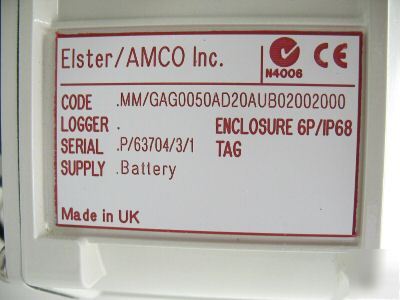 Elster/AMCO Inc.
N4006
CE
CODE .MM/GAG0050AD20AUB02002000
LOGGER . ENCLOSURE 6P/IP68
SERIAL .P/63704/3/1 TAG
SUPPLY .Battery
Made in UK